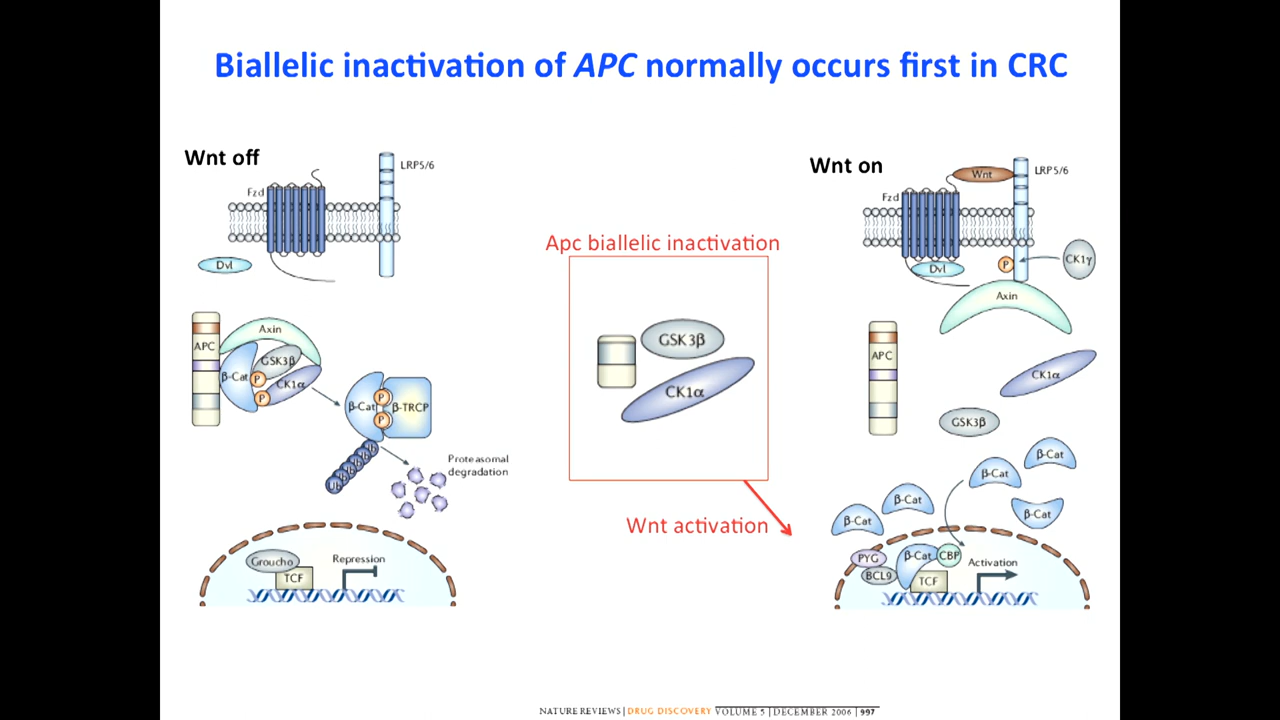 Biallelic inactivation of APC normally occurs first in CRC
Wnt off
LRP5/6
Fzd
Dvl
Axin
APC
GSK3β
β-Cat
P
CK1α
P
β-Cat
P
β-TRCP
P
Ub
Proteasomal
degradation
Groucho
Repression
TCF
Apc biallelic inactivation
GSK3β
CK1α
Wnt activation
Wnt on
Wnt
LRP5/6
Fzd
Dvl
P
CK1γ
Axin
APC
CK1α
GSK3β
β-Cat
β-Cat
β-Cat
β-Cat
β-Cat
PYG
β-Cat
CBP
Activation
BCL9
TCF
NATURE REVIEWS | DRUG DISCOVERY VOLUME 5 | DECEMBER 2006 | 997